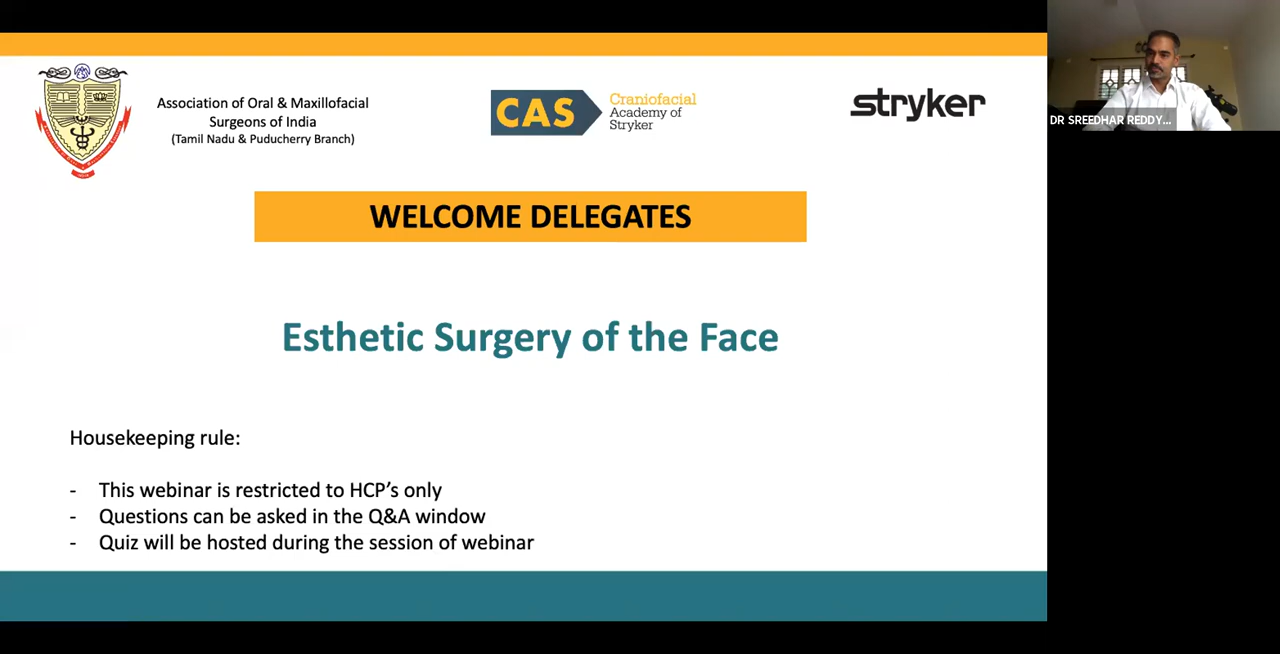 Association of Oral & Maxillofacial
Surgeons of India
(Tamil Nadu & Puducherry Branch)
CAS
Craniofacial
Academy of
Stryker
stryker
DR SREEDHAR REDDY...
WELCOME DELEGATES
Esthetic Surgery of the Face
Housekeeping rule:
- This webinar is restricted to HCP’s only
- Questions can be asked in the Q&A window
- Quiz will be hosted during the session of webinar